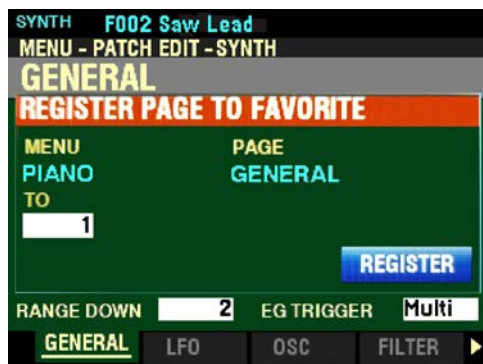 SYNTH F002 Saw Lead
MENU - PATCH EDIT - SYNTH
GENERAL
REGISTER PAGE TO FAVORITE
MENU PAGE
PIANO GENERAL
TO
1
REGISTER
RANGE DOWN 2 EG TRIGGER Multi
GENERAL LFO OSC FILTER